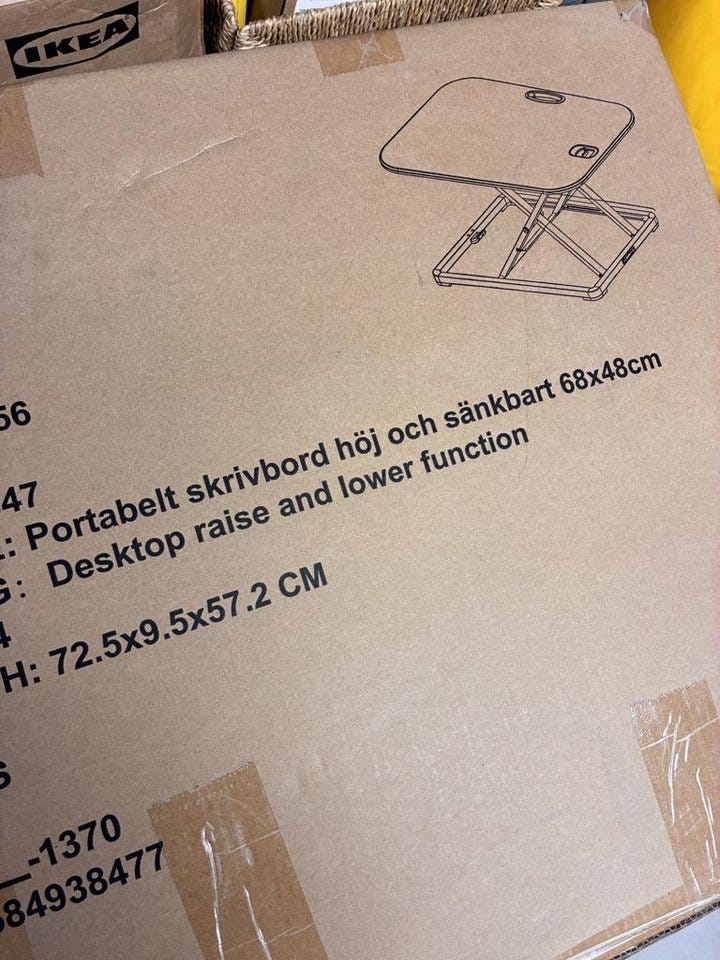 IKEA
56
47
: Portabelt skrivbord höj och sänkbart 68x48cm
G: Desktop raise and lower function
4
H: 72.5x9.5x57.2 CM
S
-1370
84938477